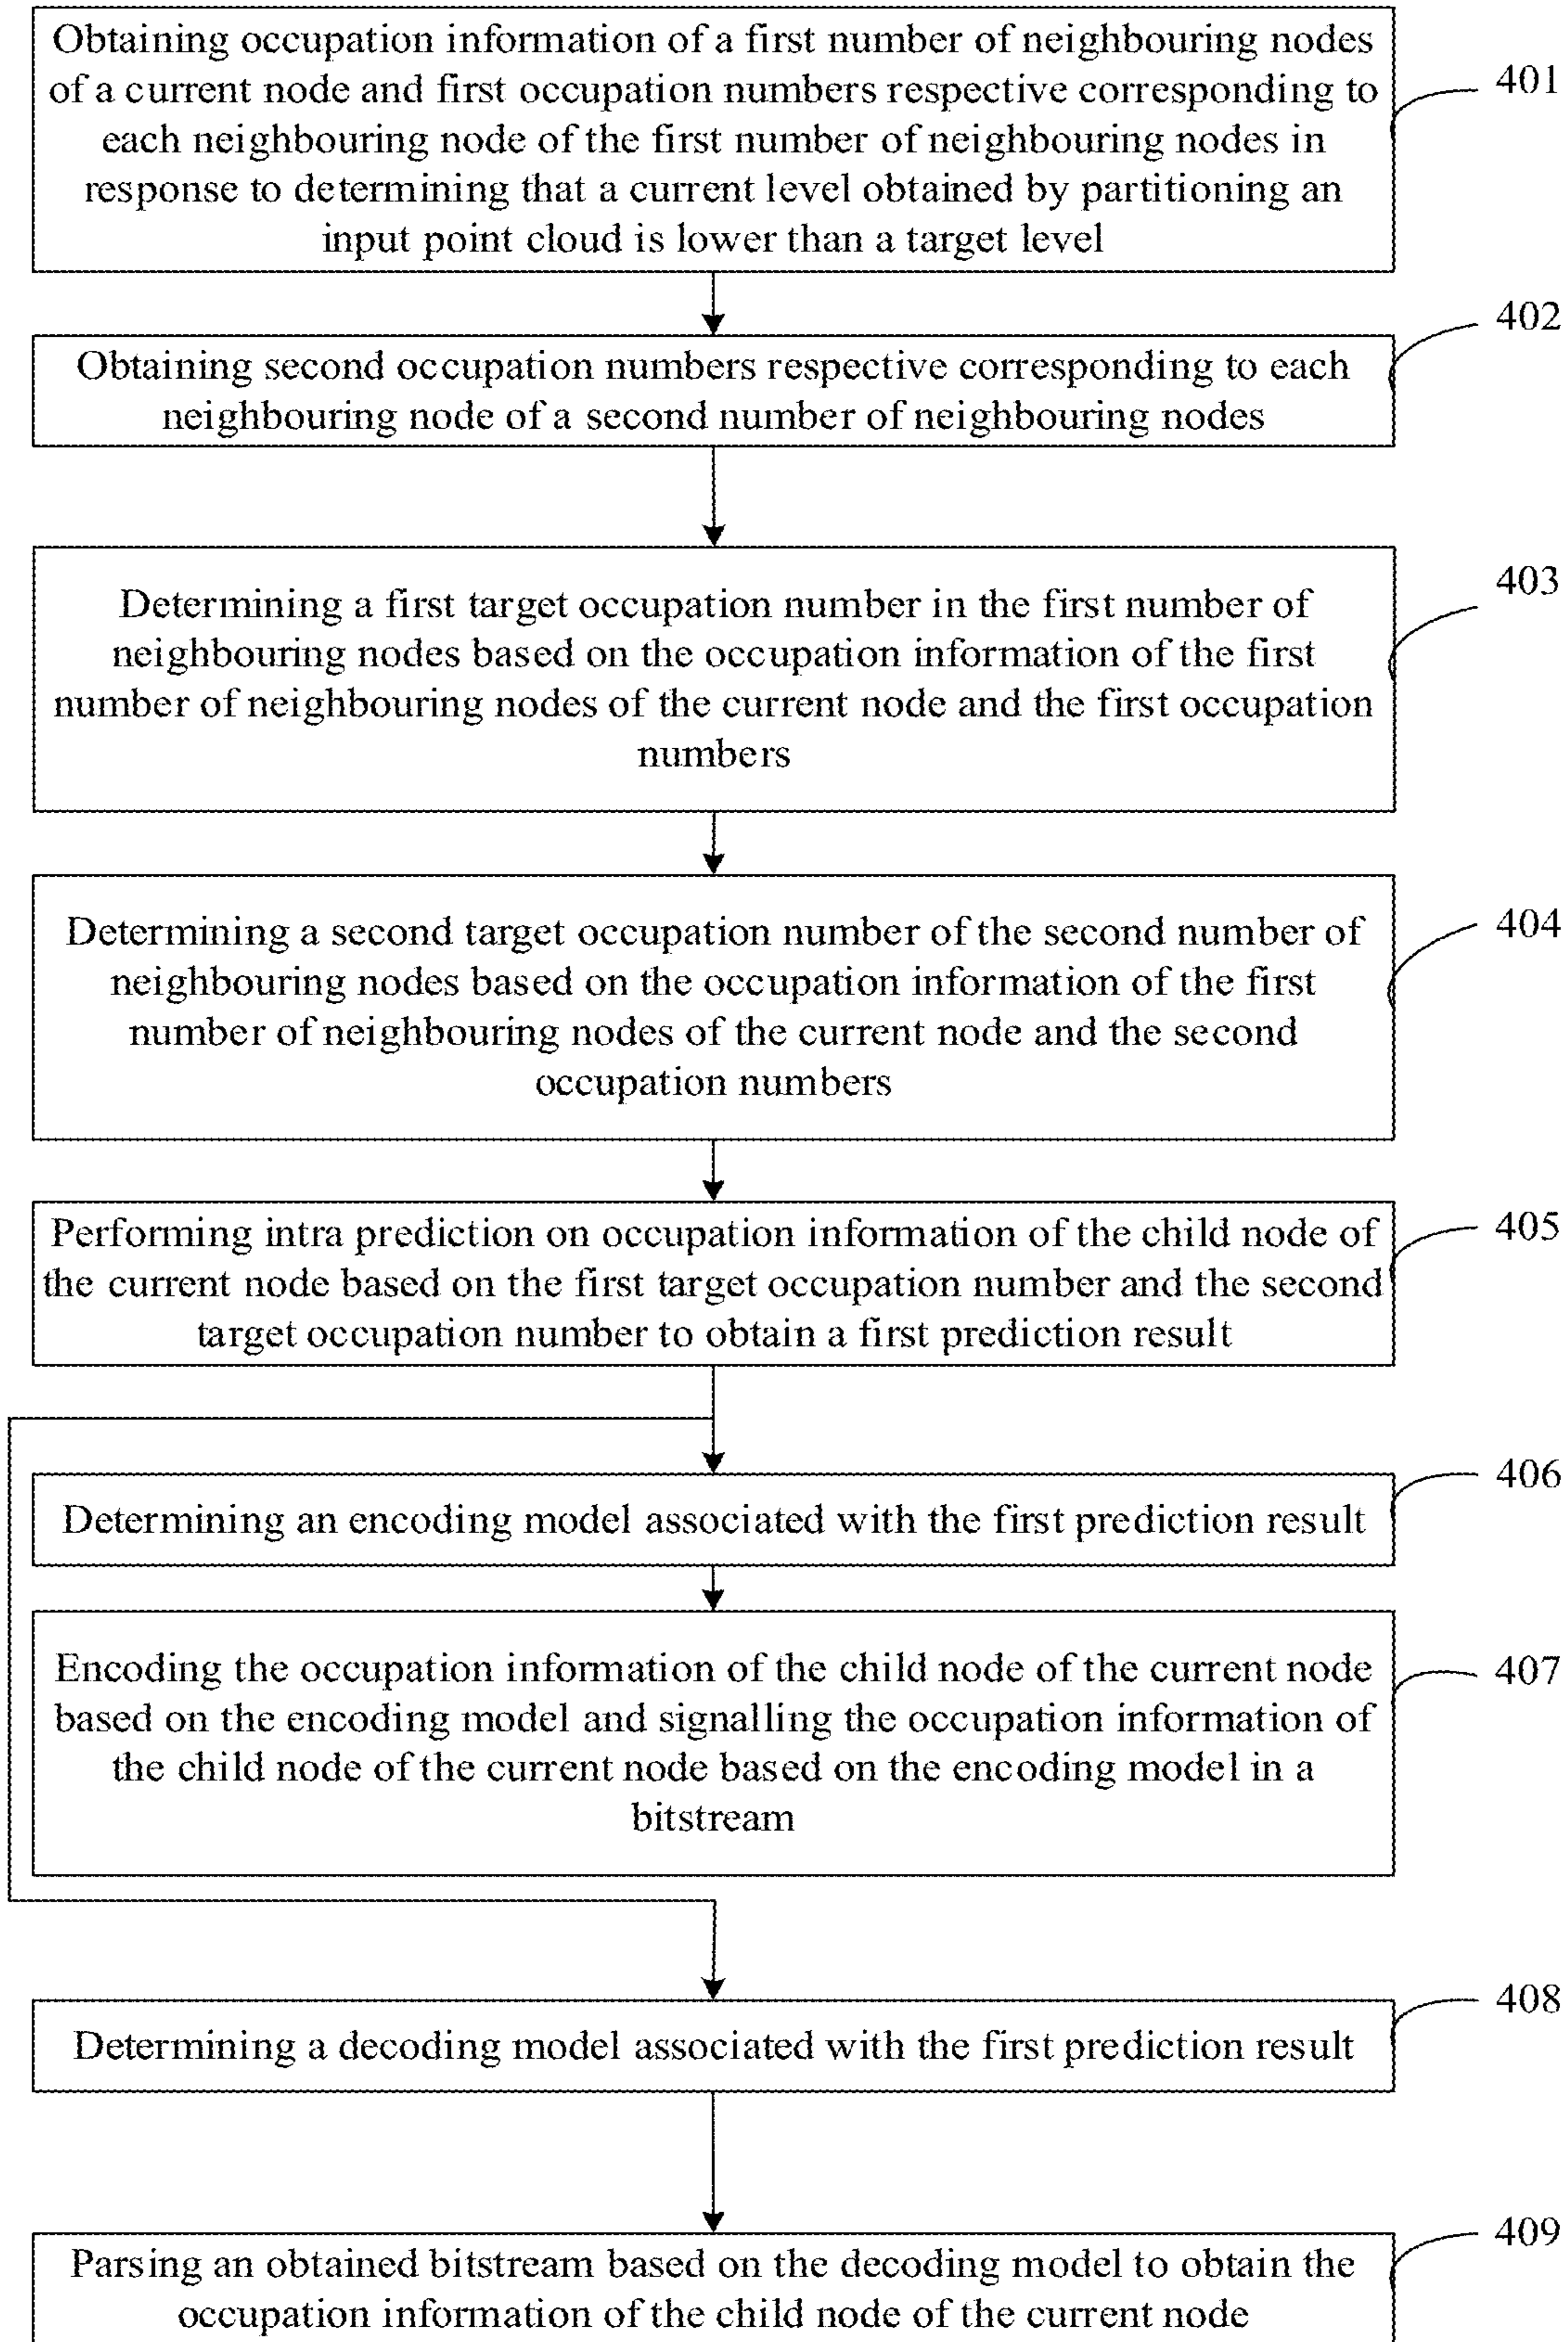 Obtaining occupation information of a first number of neighbouring nodes
of a current node and first occupation numbers respective corresponding to
each neighbouring node of the first number of neighbouring nodes in
response to determining that a current level obtained by partitioning an
input point cloud is lower than a target level
401
Obtaining second occupation numbers respective corresponding to each
neighbouring node of a second number of neighbouring nodes
402
Determining a first target occupation number in the first number of
neighbouring nodes based on the occupation information of the first
number of neighbouring nodes of the current node and the first occupation
numbers
403
Determining a second target occupation number of the second number of
neighbouring nodes based on the occupation information of the first
number of neighbouring nodes of the current node and the second
occupation numbers
404
Performing intra prediction on occupation information of the child node of
the current node based on the first target occupation number and the second
target occupation number to obtain a first prediction result
405
Determining an encoding model associated with the first prediction result
406
Encoding the occupation information of the child node of the current node
based on the encoding model and signalling the occupation information of
the child node of the current node based on the encoding model in a
bitstream
407
Determining a decoding model associated with the first prediction result
408
Parsing an obtained bitstream based on the decoding model to obtain the
occupation information of the child node of the current node
409